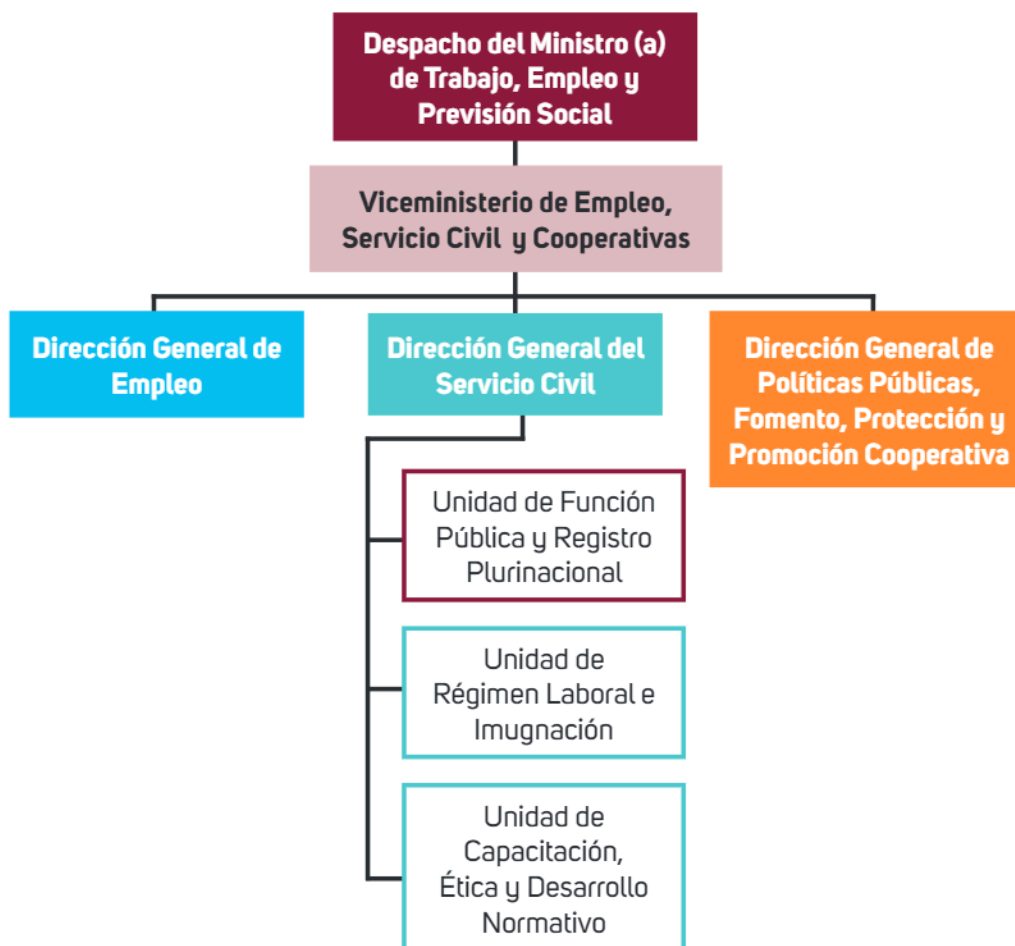 Despacho del Ministro (a)
de Trabajo, Empleo y
Previsión Social
Viceministerio de Empleo,
Servicio Civil y Cooperativas
Dirección General de
Empleo
Dirección General del
Servicio Civil
Dirección General de
Políticas Públicas,
Fomento, Protección y
Promoción Cooperativa
Unidad de Función
Pública y Registro
Plurinacional
Unidad de
Régimen Laboral e
Imugnación
Unidad de
Capacitación,
Ética y Desarrollo
Normativo